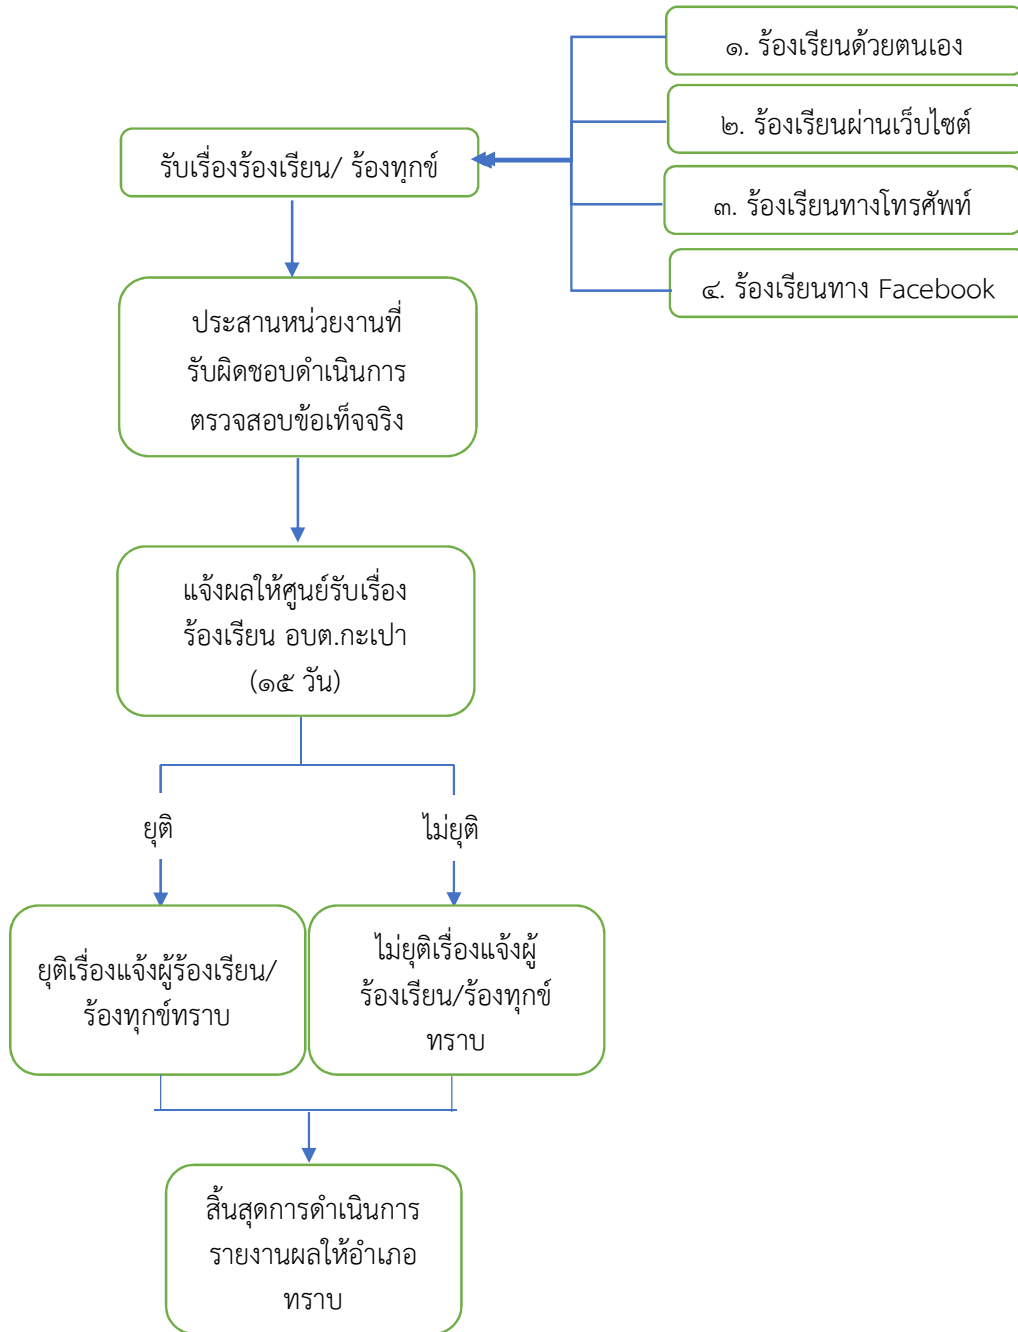 ๑. ร้องเรียนด้วยตนเอง
๒. ร้องเรียนผ่านเว็บไซต์
รับเรื่องร้องเรียน/ ร้องทุกข์
๓. ร้องเรียนทางโทรศัพท์
๔. ร้องเรียนทาง Facebook
ประสานหน่วยงานที่
รับผิดชอบดำเนินการ
ตรวจสอบข้อเท็จจริง
แจ้งผลให้ศูนย์รับเรื่อง
ร้องเรียน อบต.กะเปา
(๑๕ วัน)
ยุติ
ไม่ยุติ
ยุติเรื่องแจ้งผู้ร้องเรียน/
ร้องทุกข์ทราบ
ไม่ยุติเรื่องแจ้งผู้
ร้องเรียน/ร้องทุกข์
ทราบ
สิ้นสุดการดำเนินการ
รายงานผลให้อำเภอ
ทราบ